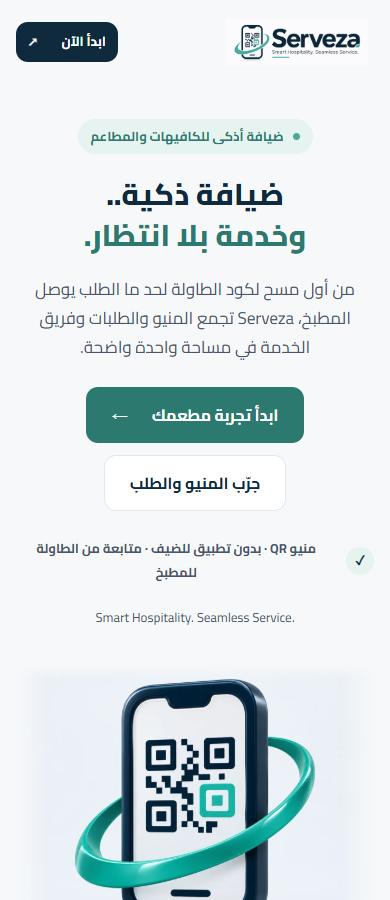 Serveza
Smart Hospitality. Seamless Service.
ابدأ الآن ↗
ضيافة أذكى للكافيهات والمطاعم
ضيافة ذكية..
وخدمة بلا انتظار.
من أول مسح لكود الطاولة لحد ما الطلب يوصل
المطبخ، Serveza تجمع المنيو والطلبات وفريق
الخدمة في مساحة واحدة واضحة.
ابدأ تجربة مطعمك ←
جرّب المنيو والطلب
✓ منيو QR · بدون تطبيق للضيف · متابعة من الطاولة
للمطبخ
Smart Hospitality. Seamless Service.